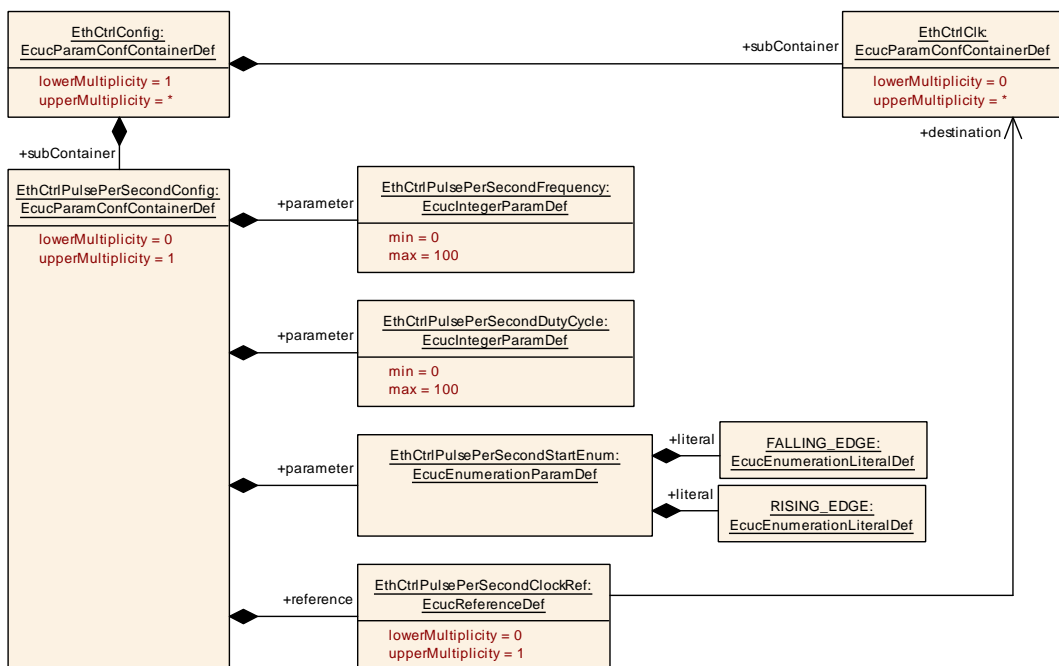 EthCtrlConfig:
EcucParamConfContainerDef
lowerMultiplicity = 1
upperMultiplicity = *
+subContainer
EthCtrlClk:
EcucParamConfContainerDef
lowerMultiplicity = 0
upperMultiplicity = *
+destination
+subContainer
EthCtrlPulsePerSecondConfig:
EcucParamConfContainerDef
lowerMultiplicity = 0
upperMultiplicity = 1
+parameter
EthCtrlPulsePerSecondFrequency:
EcucIntegerParamDef
min = 0
max = 100
+parameter
EthCtrlPulsePerSecondDutyCycle:
EcucIntegerParamDef
min = 0
max = 100
+parameter
EthCtrlPulsePerSecondStartEnum:
EcucEnumerationParamDef
+literal
FALLING_EDGE:
EcucEnumerationLiteralDef
+literal
RISING_EDGE:
EcucEnumerationLiteralDef
+reference
EthCtrlPulsePerSecondClockRef:
EcucReferenceDef
lowerMultiplicity = 0
upperMultiplicity = 1